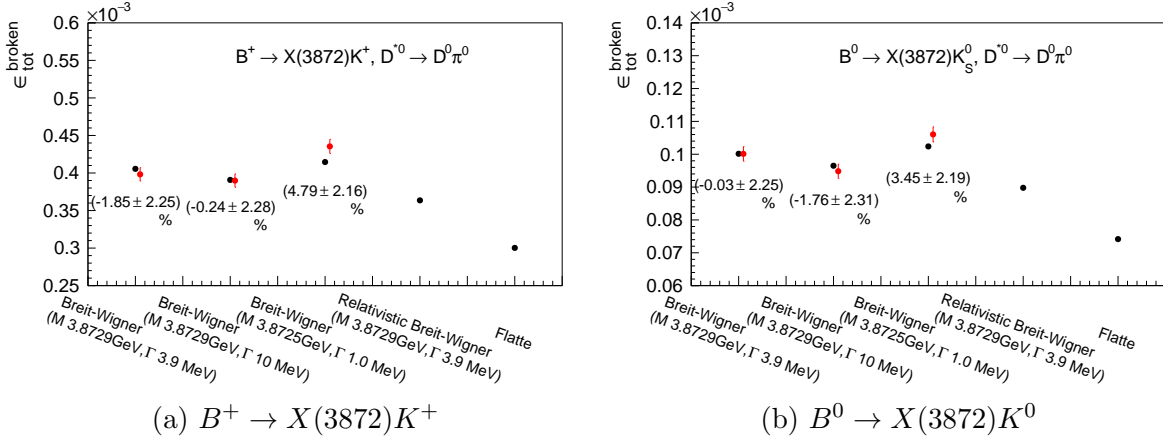 ×10⁻³
0.6
0.55
0.5
0.45
0.4
0.35
0.3
0.25
∈ broken tot
B⁺ → X(3872)K⁺, D*⁰ → D⁰π⁰
(-1.85 ± 2.25)
%
(-0.24 ± 2.28)
%
(4.79 ± 2.16)
%
Breit-Wigner
(M 3.8729GeV, Γ 3.9 MeV)
Breit-Wigner
(M 3.8729GeV, Γ 10 MeV)
Breit-Wigner
(M 3.8725GeV, Γ 1.0 MeV)
Relativistic Breit-Wigner
(M 3.8729GeV, Γ 3.9 MeV)
Flatte
(a) B⁺ → X(3872)K⁺
×10⁻³
0.14
0.13
0.12
0.11
0.1
0.09
0.08
0.07
0.06
∈ broken tot
B⁰ → X(3872)K⁰S, D*⁰ → D⁰π⁰
(-0.03 ± 2.25)
%
(-1.76 ± 2.31)
%
(3.45 ± 2.19)
%
Breit-Wigner
(M 3.8729GeV, Γ 3.9 MeV)
Breit-Wigner
(M 3.8729GeV, Γ 10 MeV)
Breit-Wigner
(M 3.8725GeV, Γ 1.0 MeV)
Relativistic Breit-Wigner
(M 3.8729GeV, Γ 3.9 MeV)
Flatte
(b) B⁰ → X(3872)K⁰